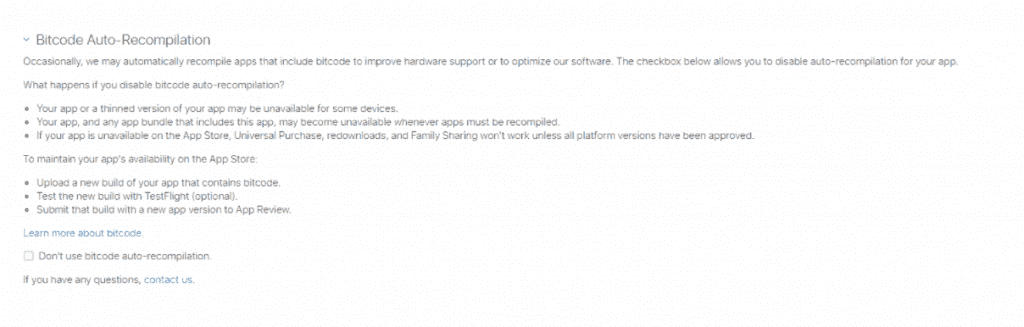 Bitcode Auto-Recompilation
Occasionally, we may automatically recompile apps that include bitcode to improve hardware support or to optimize our software. The checkbox below allows you to disable auto-recompilation for your app.
What happens if you disable bitcode auto-recompilation?
• Your app or a thinned version of your app may be unavailable for some devices.
• Your app, and any app bundle that includes this app, may become unavailable whenever apps must be recompiled.
• If your app is unavailable on the App Store, Universal Purchase, redownloads, and Family Sharing won't work unless all platform versions have been approved.
To maintain your app's availability on the App Store:
• Upload a new build of your app that contains bitcode.
• Test the new build with TestFlight (optional).
• Submit that build with a new app version to App Review.
Learn more about bitcode.
Don't use bitcode auto-recompilation.
If you have any questions, contact us.